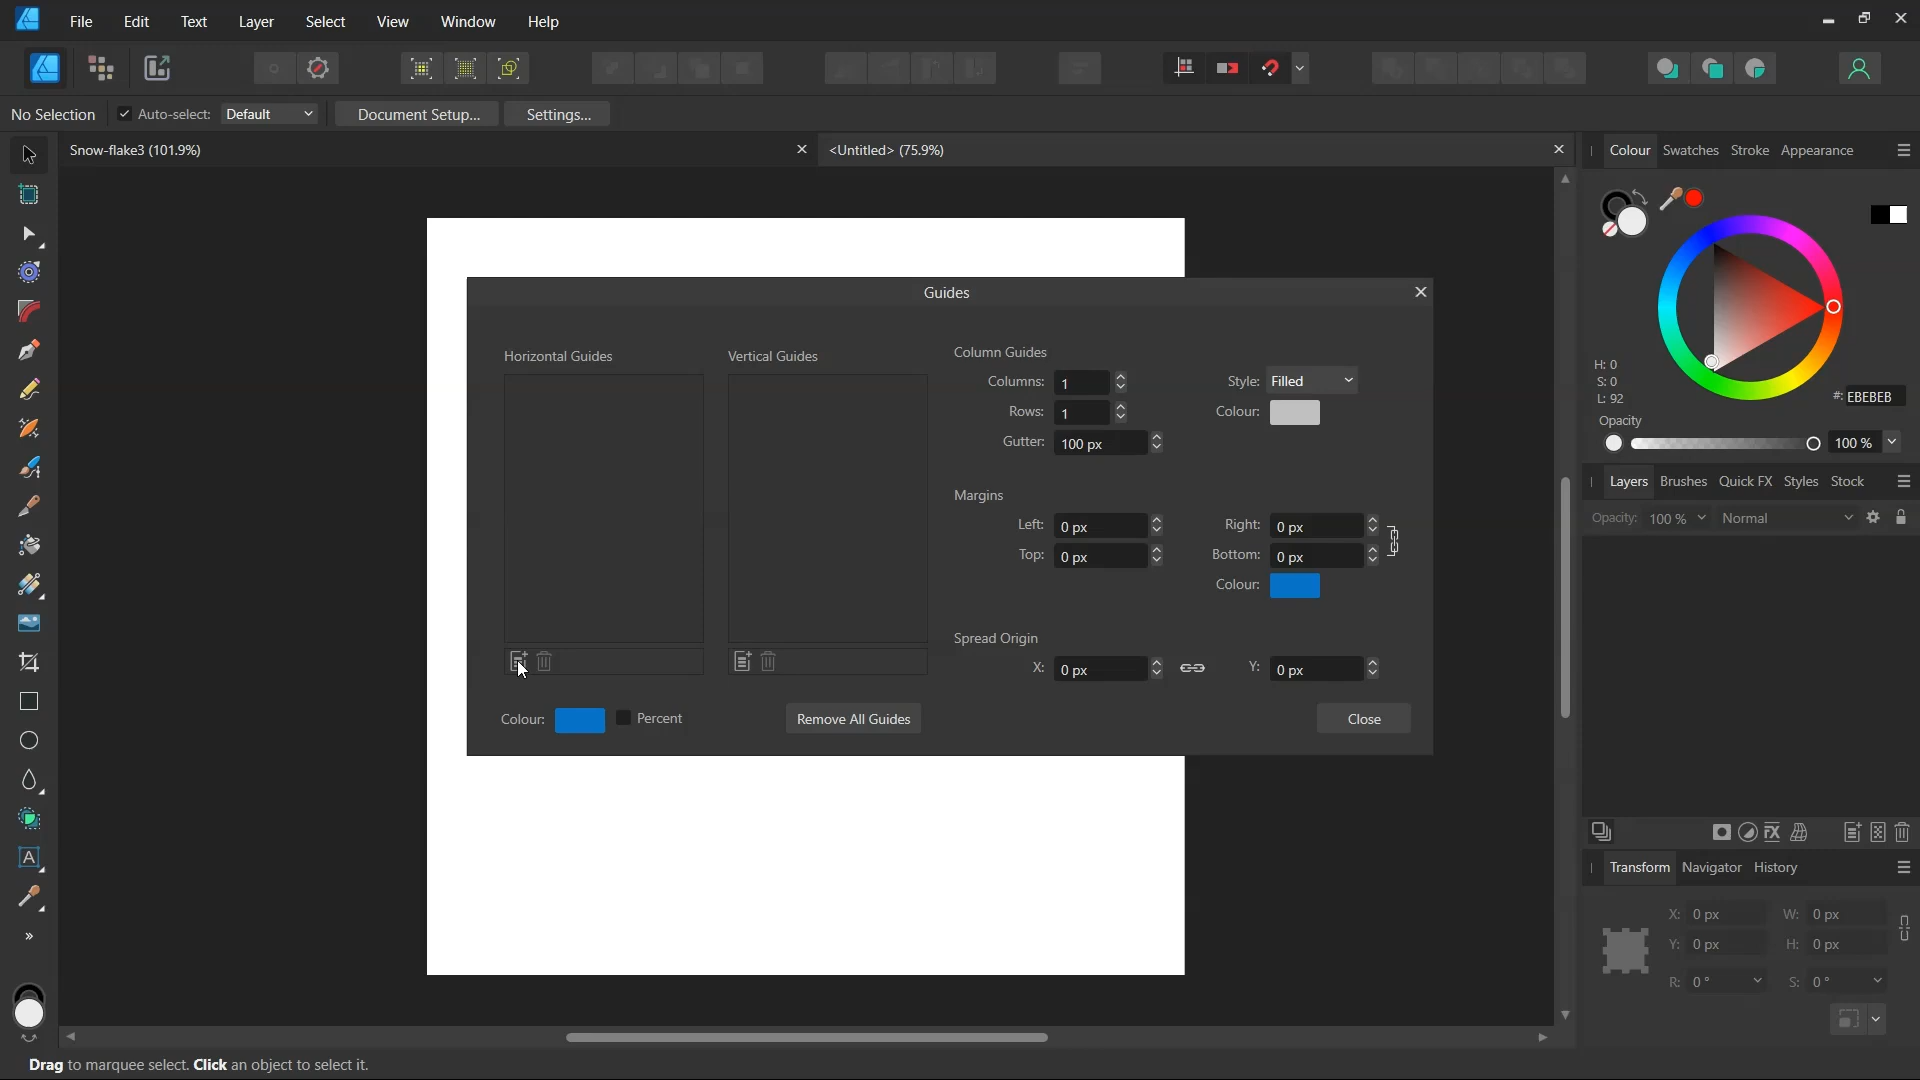 File Edit Text Layer Select View Window Help
No Selection Auto-select: Default Document Setup... Settings...
Snow-flake3 (101.9%) <Untitled> (75.9%)
Colour Swatches Stroke Appearance
H: 0
S: 0
L: 92
#: EBEBEB
Opacity
100 %
Guides
Horizontal Guides Vertical Guides
Column Guides
Columns: 1 Style: Filled
Rows: 1 Colour:
Gutter: 100 px
Margins
Left: 0 px Right: 0 px
Top: 0 px Bottom: 0 px
Colour:
Spread Origin
X: 0 px Y: 0 px
Colour: Percent Remove All Guides Close
Layers Brushes Quick FX Styles Stock
Opacity: 100 % Normal
Transform Navigator History
X: 0 px W: 0 px
Y: 0 px H: 0 px
R: 0 ° S: 0 °
Drag to marquee select. Click an object to select it.